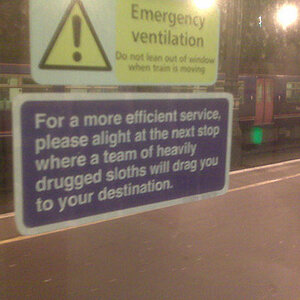 Emergency
ventilation
Do not lean out of window
when train is moving
For a more efficient service,
please alight at the next stop
where a team of heavily
drugged sloths will drag you
to your destination.